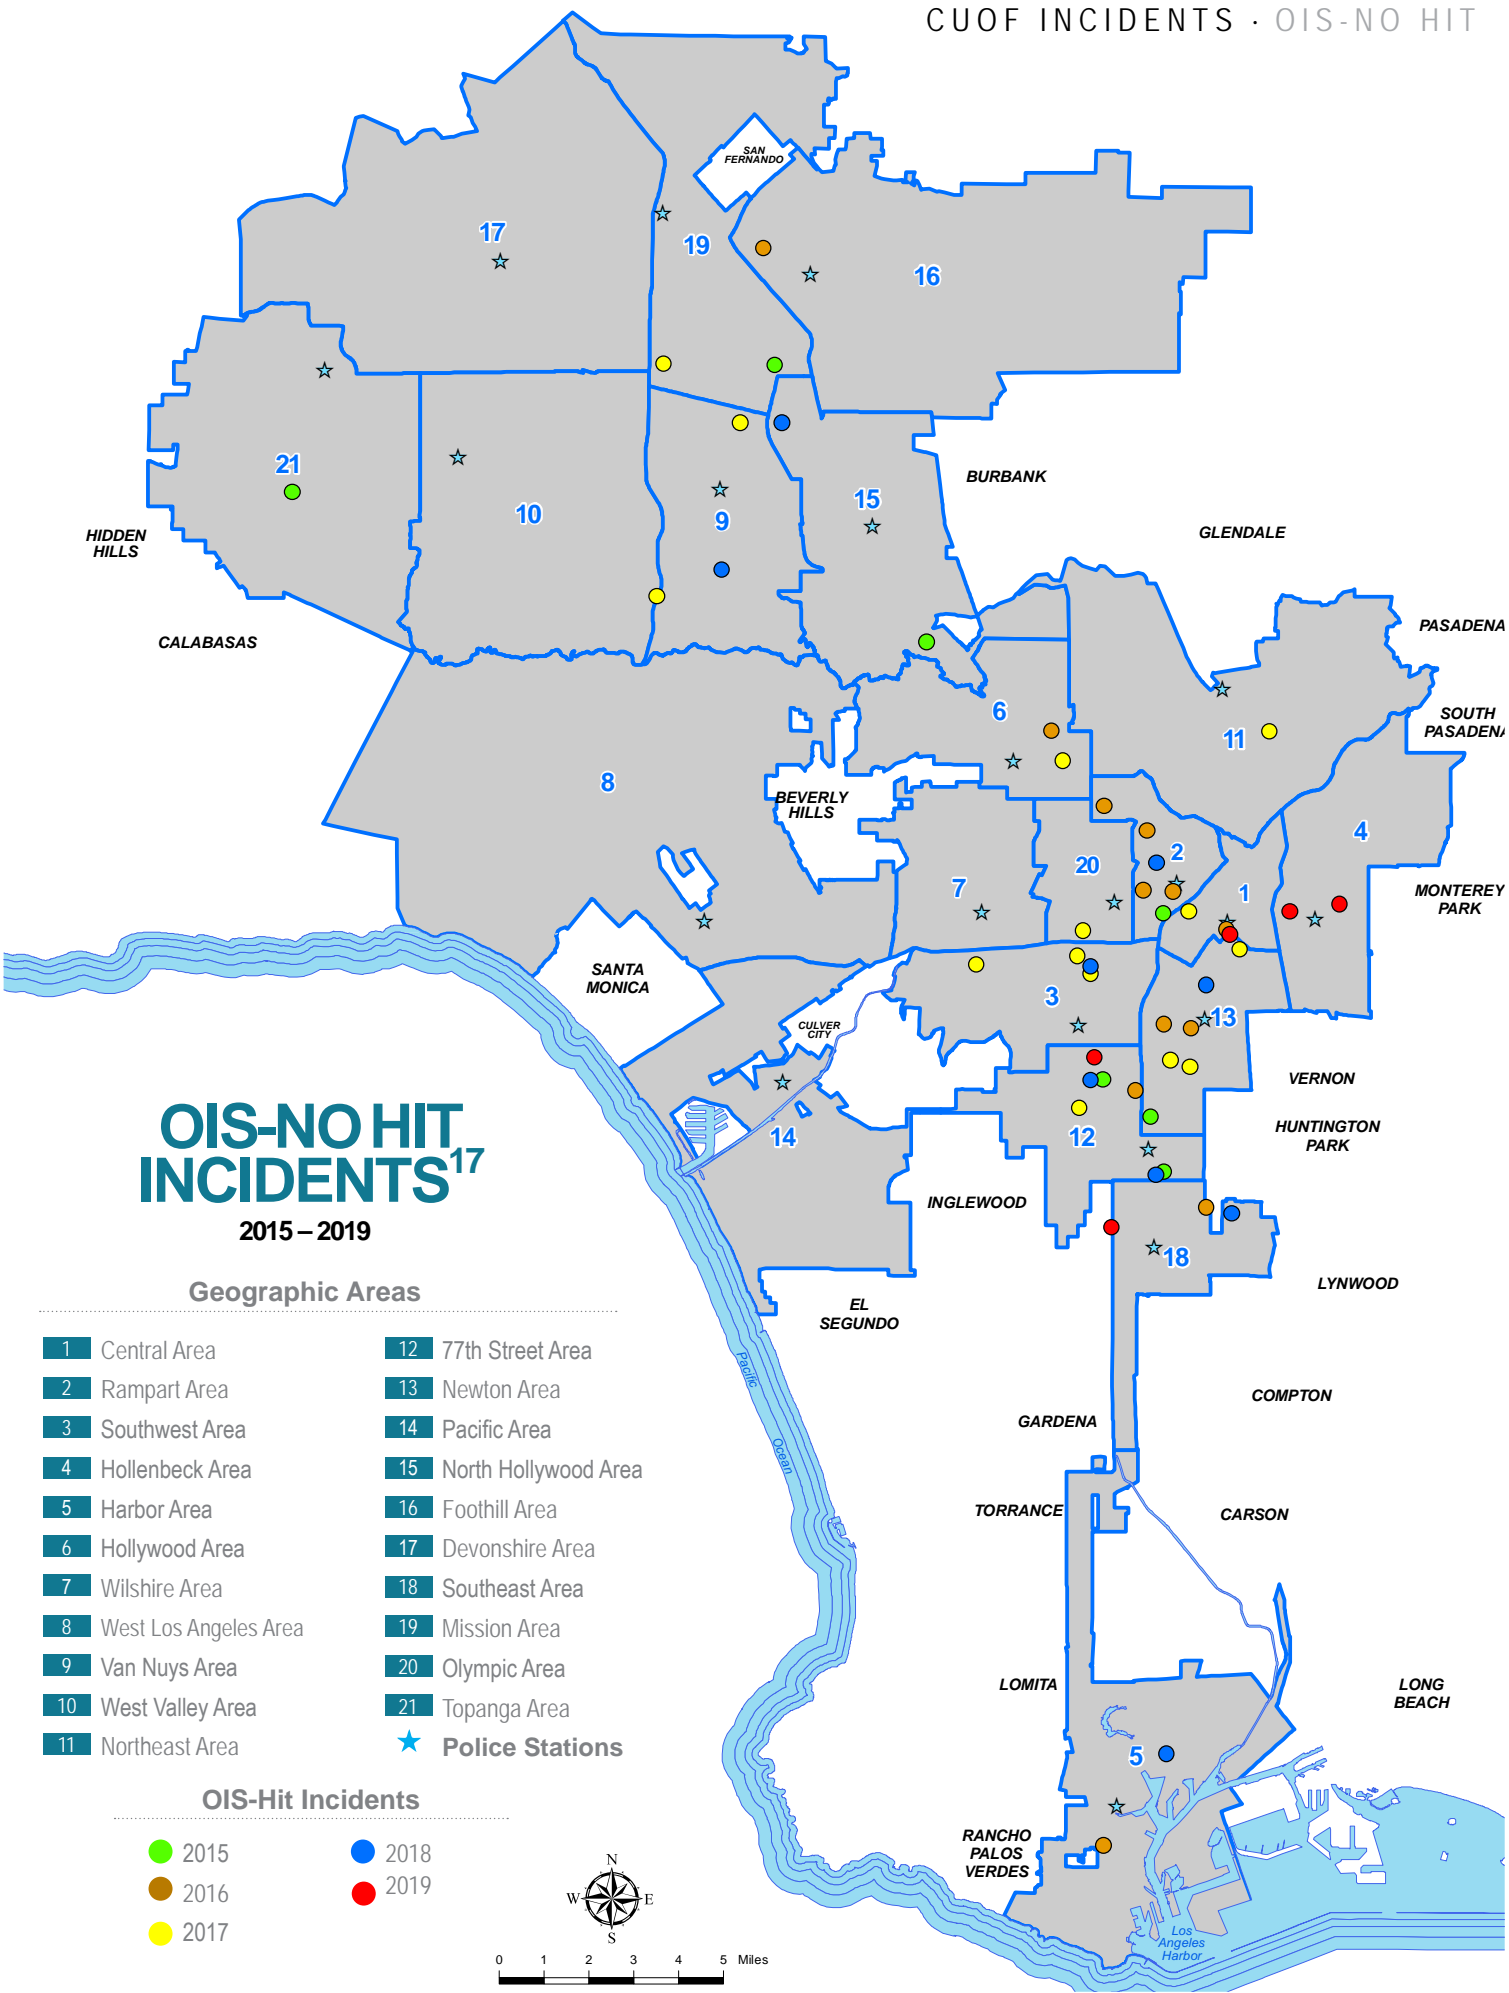 CUOF INCIDENTS · OIS-NO HIT
SAN
FERNANDO
17
19
16
21
10
9
15
BURBANK
GLENDALE
HIDDEN
HILLS
CALABASAS
PASADENA
6
11
SOUTH
PASADENA
8
BEVERLY
HILLS
4
2
20
7
1
MONTEREY
PARK
SANTA
MONICA
3
CULVER
CITY
13
VERNON
HUNTINGTON
PARK
14
12
INGLEWOOD
18
LYNWOOD
EL
SEGUNDO
Pacific
Ocean
COMPTON
GARDENA
TORRANCE
CARSON
LOMITA
LONG
BEACH
5
RANCHO
PALOS
VERDES
Los
Angeles
Harbor
OIS-NO HIT
INCIDENTS17
2015 – 2019
Geographic Areas
1 Central Area
2 Rampart Area
3 Southwest Area
4 Hollenbeck Area
5 Harbor Area
6 Hollywood Area
7 Wilshire Area
8 West Los Angeles Area
9 Van Nuys Area
10 West Valley Area
11 Northeast Area
12 77th Street Area
13 Newton Area
14 Pacific Area
15 North Hollywood Area
16 Foothill Area
17 Devonshire Area
18 Southeast Area
19 Mission Area
20 Olympic Area
21 Topanga Area
Police Stations
OIS-Hit Incidents
2015
2016
2017
2018
2019
N
W E
S
0 1 2 3 4 5 Miles